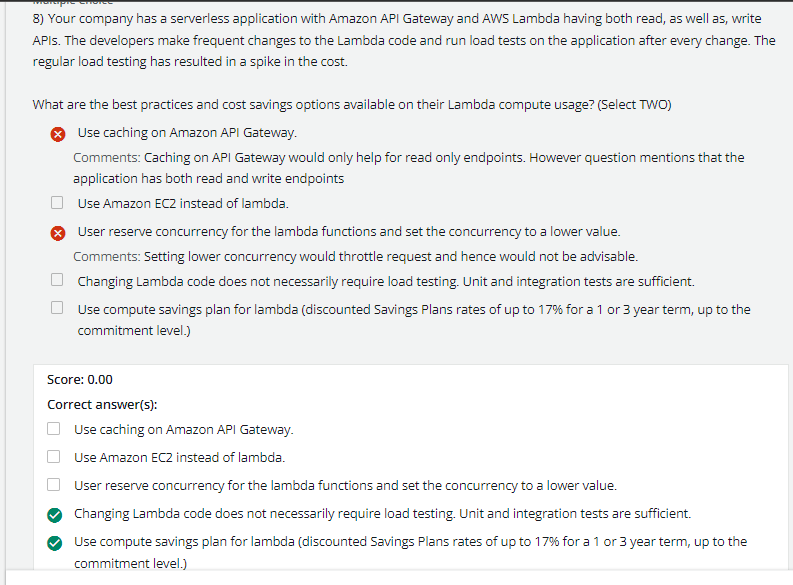 8) Your company has a serverless application with Amazon API Gateway and AWS Lambda having both read, as well as, write
APIs. The developers make frequent changes to the Lambda code and run load tests on the application after every change. The
regular load testing has resulted in a spike in the cost.
What are the best practices and cost savings options available on their Lambda compute usage? (Select TWO)
Use caching on Amazon API Gateway.
Comments: Caching on API Gateway would only help for read only endpoints. However question mentions that the
application has both read and write endpoints
Use Amazon EC2 instead of lambda.
User reserve concurrency for the lambda functions and set the concurrency to a lower value.
Comments: Setting lower concurrency would throttle request and hence would not be advisable.
Changing Lambda code does not necessarily require load testing. Unit and integration tests are sufficient.
Use compute savings plan for lambda (discounted Savings Plans rates of up to 17% for a 1 or 3 year term, up to the
commitment level.)
Score: 0.00
Correct answer(s):
Use caching on Amazon API Gateway.
Use Amazon EC2 instead of lambda.
User reserve concurrency for the lambda functions and set the concurrency to a lower value.
Changing Lambda code does not necessarily require load testing. Unit and integration tests are sufficient.
Use compute savings plan for lambda (discounted Savings Plans rates of up to 17% for a 1 or 3 year term, up to the
commitment level.)